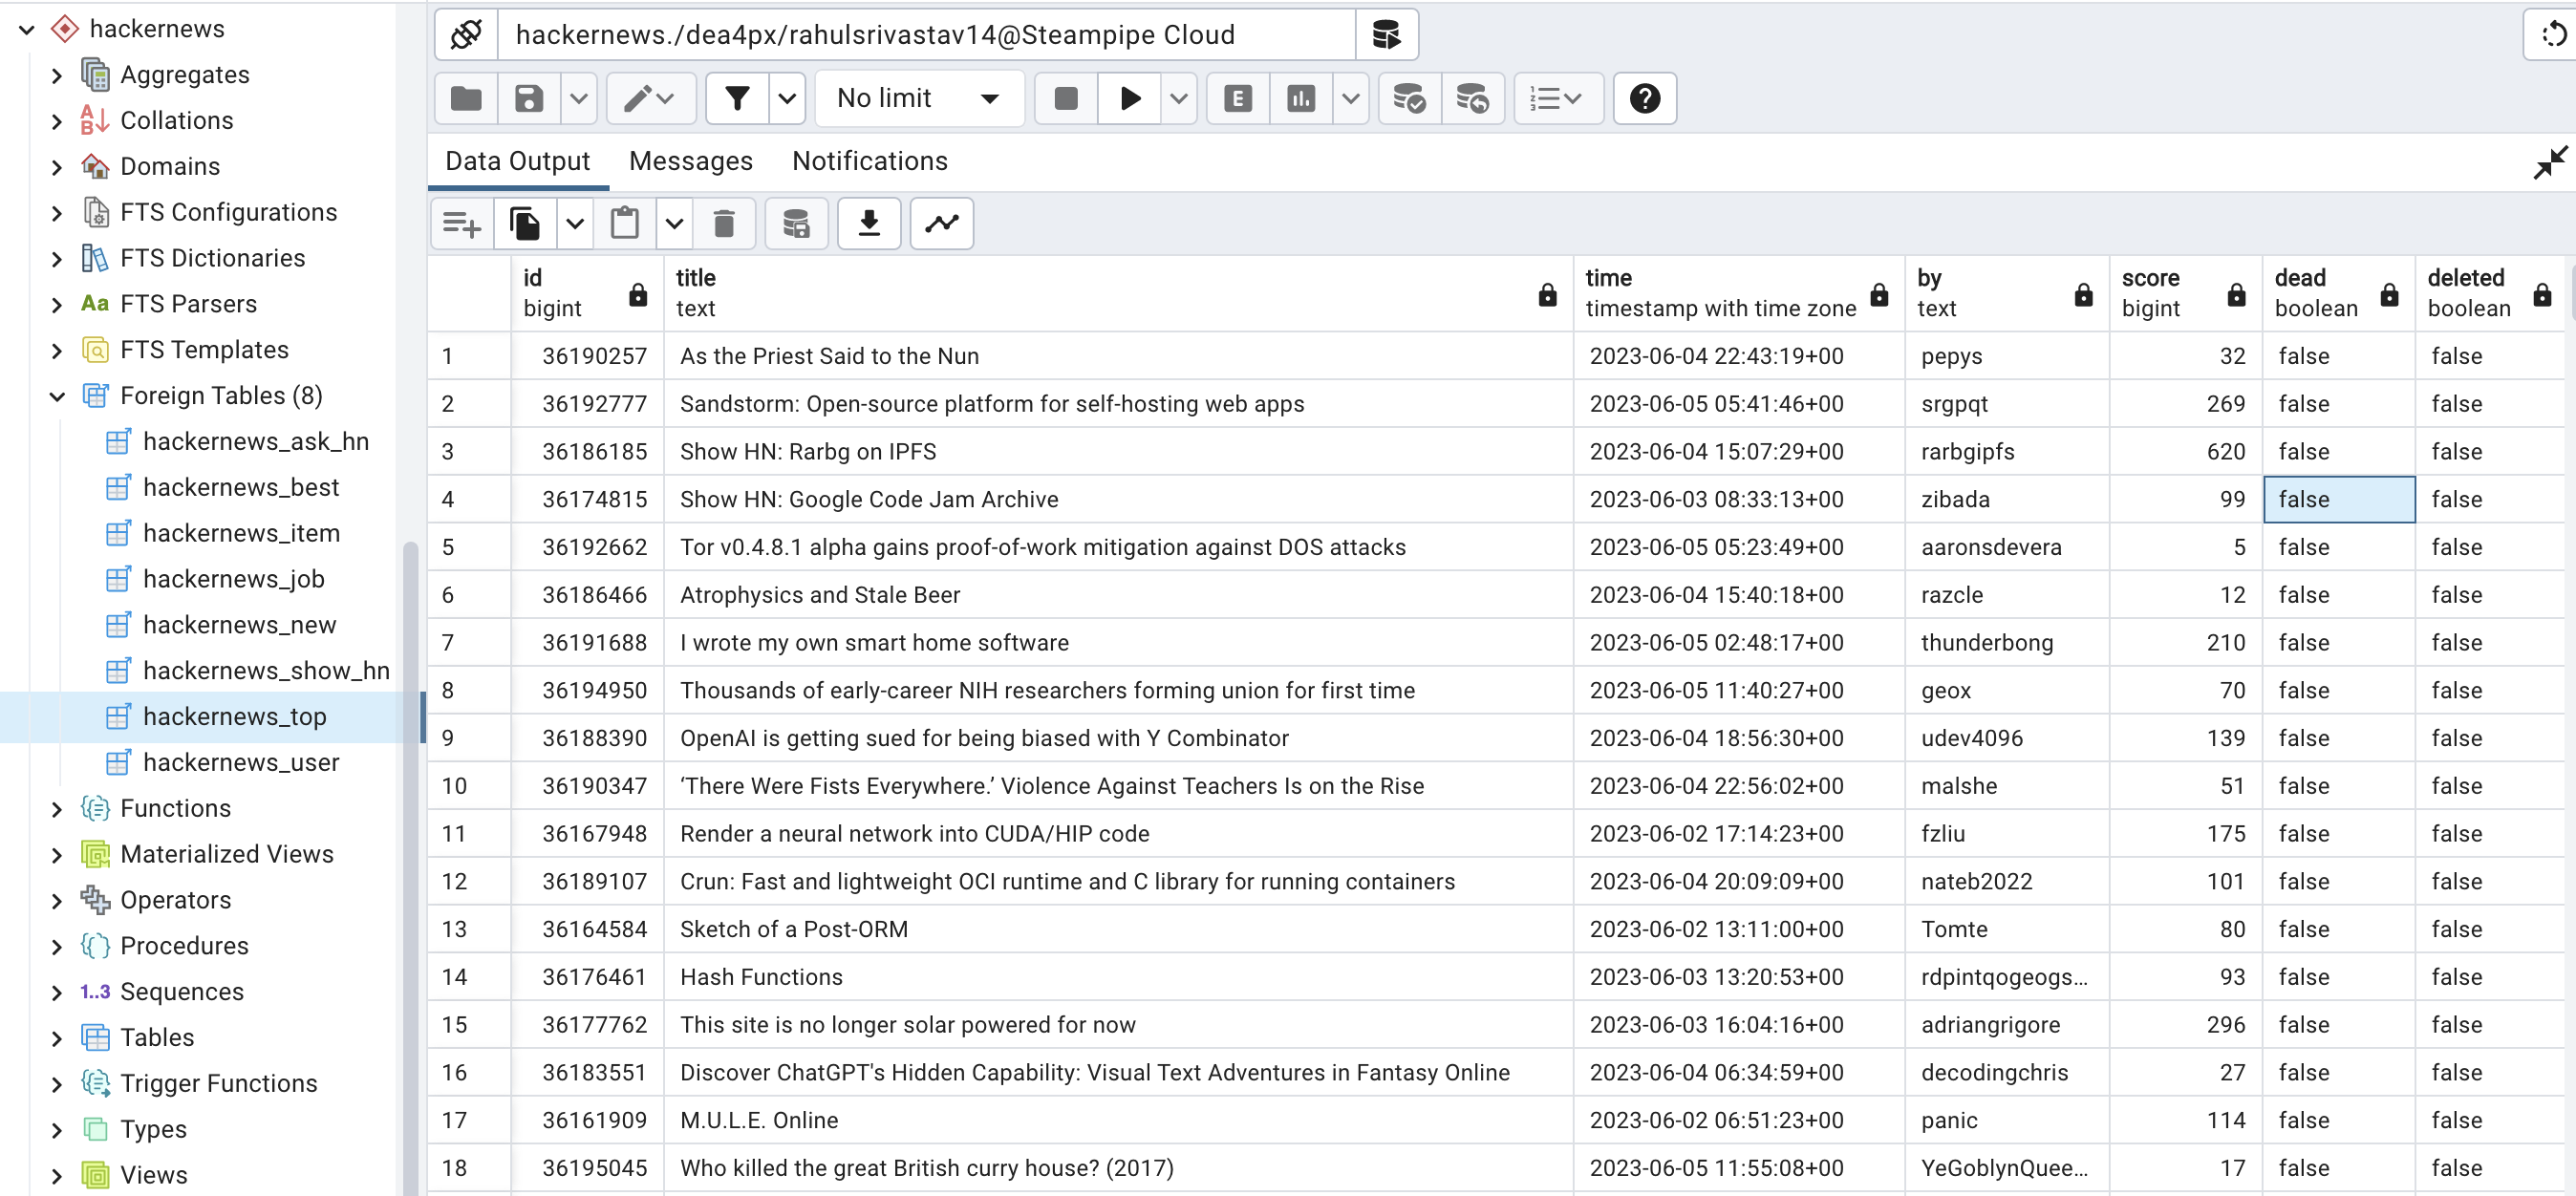 hackernews
Aggregates
Collations
Domains
FTS Configurations
FTS Dictionaries
Aa FTS Parsers
FTS Templates
Foreign Tables (8)
hackernews_ask_hn
hackernews_best
hackernews_item
hackernews_job
hackernews_new
hackernews_show_hn
hackernews_top
hackernews_user
Functions
Materialized Views
Operators
Procedures
1..3 Sequences
Tables
Trigger Functions
Types
Views
hackernews./dea4px/rahulsrivastav14@Steampipe Cloud
No limit
E
Data Output Messages Notifications
id title time by score dead deleted
bigint text timestamp with time zone text bigint boolean boolean
1 36190257 As the Priest Said to the Nun 2023-06-04 22:43:19+00 pepys 32 false false
2 36192777 Sandstorm: Open-source platform for self-hosting web apps 2023-06-05 05:41:46+00 srgpqt 269 false false
3 36186185 Show HN: Rarbg on IPFS 2023-06-04 15:07:29+00 rarbgipfs 620 false false
4 36174815 Show HN: Google Code Jam Archive 2023-06-03 08:33:13+00 zibada 99 false false
5 36192662 Tor v0.4.8.1 alpha gains proof-of-work mitigation against DOS attacks 2023-06-05 05:23:49+00 aaronsdevera 5 false false
6 36186466 Atrophysics and Stale Beer 2023-06-04 15:40:18+00 razcle 12 false false
7 36191688 I wrote my own smart home software 2023-06-05 02:48:17+00 thunderbong 210 false false
8 36194950 Thousands of early-career NIH researchers forming union for first time 2023-06-05 11:40:27+00 geox 70 false false
9 36188390 OpenAI is getting sued for being biased with Y Combinator 2023-06-04 18:56:30+00 udev4096 139 false false
10 36190347 ‘There Were Fists Everywhere.’ Violence Against Teachers Is on the Rise 2023-06-04 22:56:02+00 malshe 51 false false
11 36167948 Render a neural network into CUDA/HIP code 2023-06-02 17:14:23+00 fzliu 175 false false
12 36189107 Crun: Fast and lightweight OCI runtime and C library for running containers 2023-06-04 20:09:09+00 nateb2022 101 false false
13 36164584 Sketch of a Post-ORM 2023-06-02 13:11:00+00 Tomte 80 false false
14 36176461 Hash Functions 2023-06-03 13:20:53+00 rdpintqogeogs… 93 false false
15 36177762 This site is no longer solar powered for now 2023-06-03 16:04:16+00 adriangrigore 296 false false
16 36183551 Discover ChatGPT's Hidden Capability: Visual Text Adventures in Fantasy Online 2023-06-04 06:34:59+00 decodingchris 27 false false
17 36161909 M.U.L.E. Online 2023-06-02 06:51:23+00 panic 114 false false
18 36195045 Who killed the great British curry house? (2017) 2023-06-05 11:55:08+00 YeGoblynQuee… 17 false false